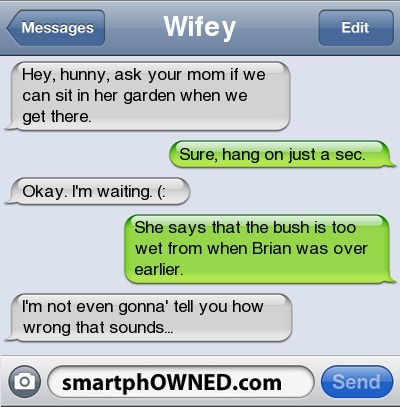 Messages
Wifey
Edit
Hey, hunny, ask your mom if we
can sit in her garden when we
get there.
Sure, hang on just a sec.
Okay. I'm waiting. (:
She says that the bush is too
wet from when Brian was over
earlier.
I'm not even gonna' tell you how
wrong that sounds...
smartphOWNED.com
Send